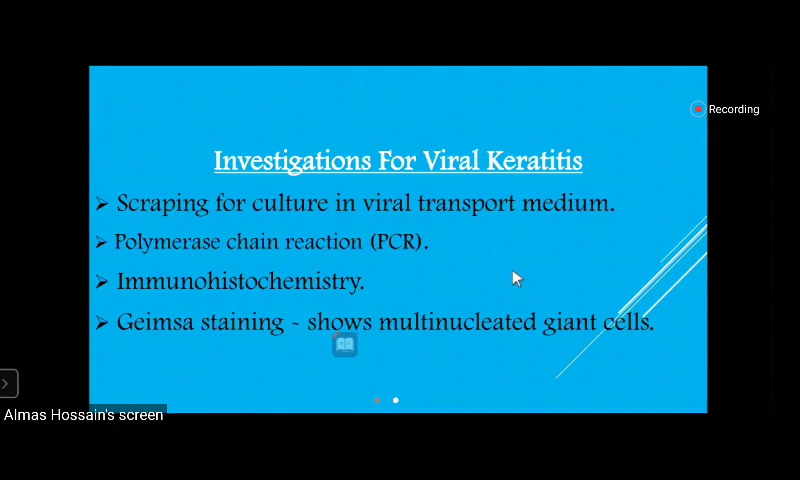 Recording
Investigations For Viral Keratitis
➢ Scraping for culture in viral transport medium.
➢ Polymerase chain reaction (PCR).
➢ Immunohistochemistry.
➢ Geimsa staining - shows multinucleated giant cells.
Almas Hossain's screen